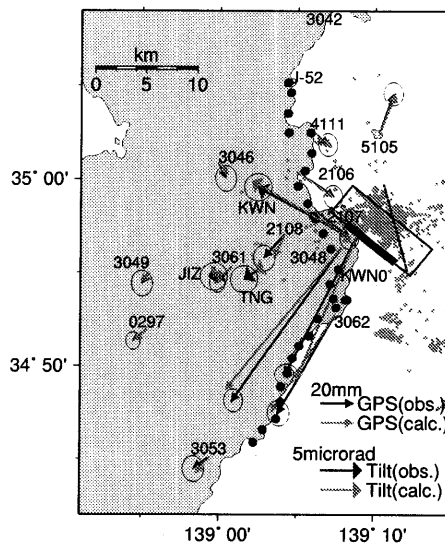 3042
km
0 5 10
J-52
4111
5105
3046
2106
35°00'
KWN
2107
2108
3049
JIZ
3061
3048
TNG
KWN0
0297
3062
34°50'
20mm
GPS(obs.)
GPS(calc.)
5microrad
3053
Tilt(obs.)
Tilt(calc.)
139°00'
139°10'